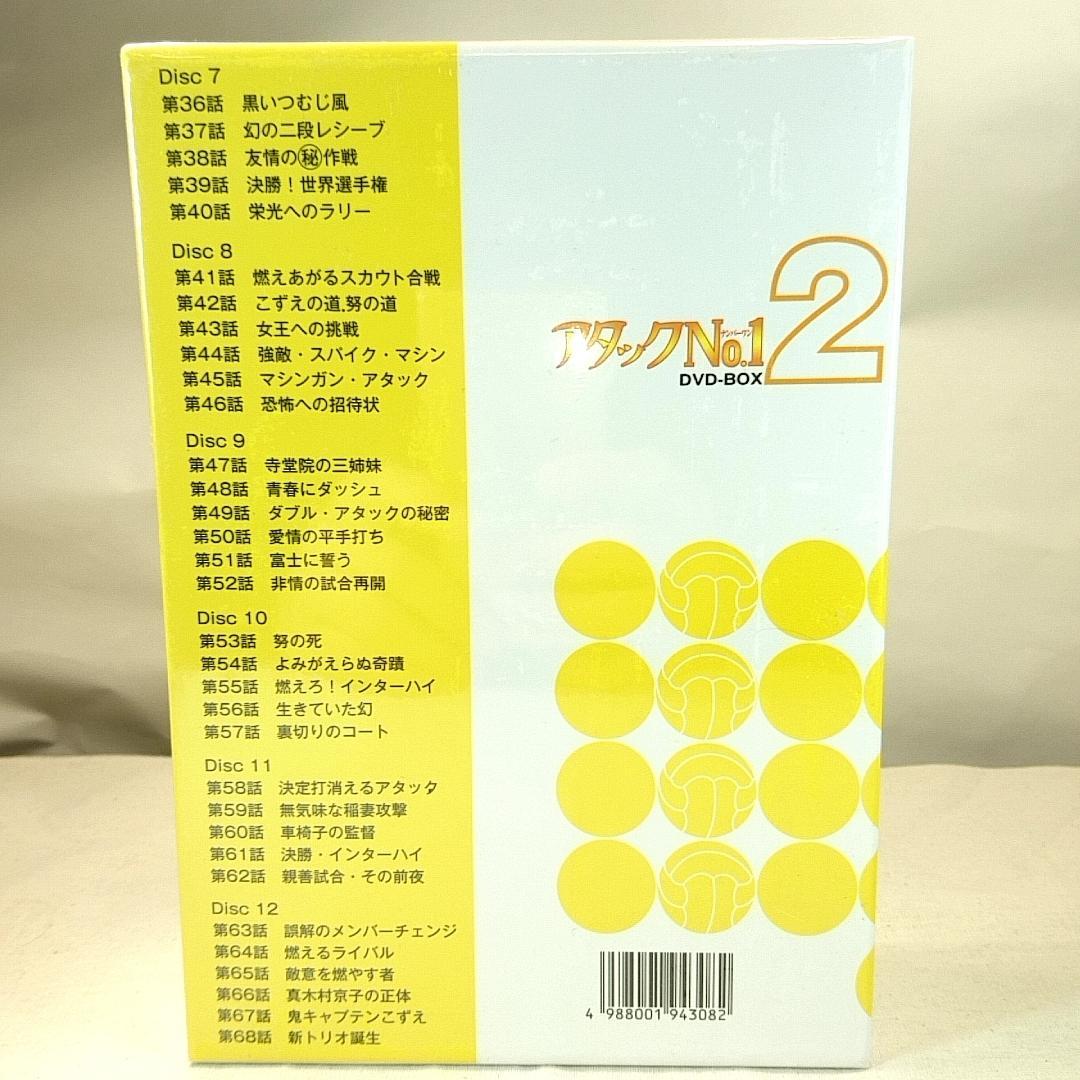 Disc 7
第36話 黒いつむじ風
第37話 幻の二段レシーブ
第38話 友情の㊙作戦
第39話 決勝！世界選手権
第40話 栄光へのラリー
Disc 8
第41話 燃えあがるスカウト合戦
第42話 こずえの道,努の道
第43話 女王への挑戦
第44話 強敵・スパイク・マシン
第45話 マシンガン・アタック
第46話 恐怖への招待状
Disc 9
第47話 寺堂院の三姉妹
第48話 青春にダッシュ
第49話 ダブル・アタックの秘密
第50話 愛情の平手打ち
第51話 富士に誓う
第52話 非情の試合再開
Disc 10
第53話 努の死
第54話 よみがえらぬ奇蹟
第55話 燃えろ！インターハイ
第56話 生きていた幻
第57話 裏切りのコート
Disc 11
第58話 決定打消えるアタック
第59話 無気味な稲妻攻撃
第60話 車椅子の監督
第61話 決勝・インターハイ
第62話 親善試合・その前夜
Disc 12
第63話 誤解のメンバーチェンジ
第64話 燃えるライバル
第65話 敵意を燃やす者
第66話 真木村京子の正体
第67話 鬼キャプテンこずえ
第68話 新トリオ誕生
ナンバーワン
アタックNo.1 2
DVD-BOX
4 988001 943082